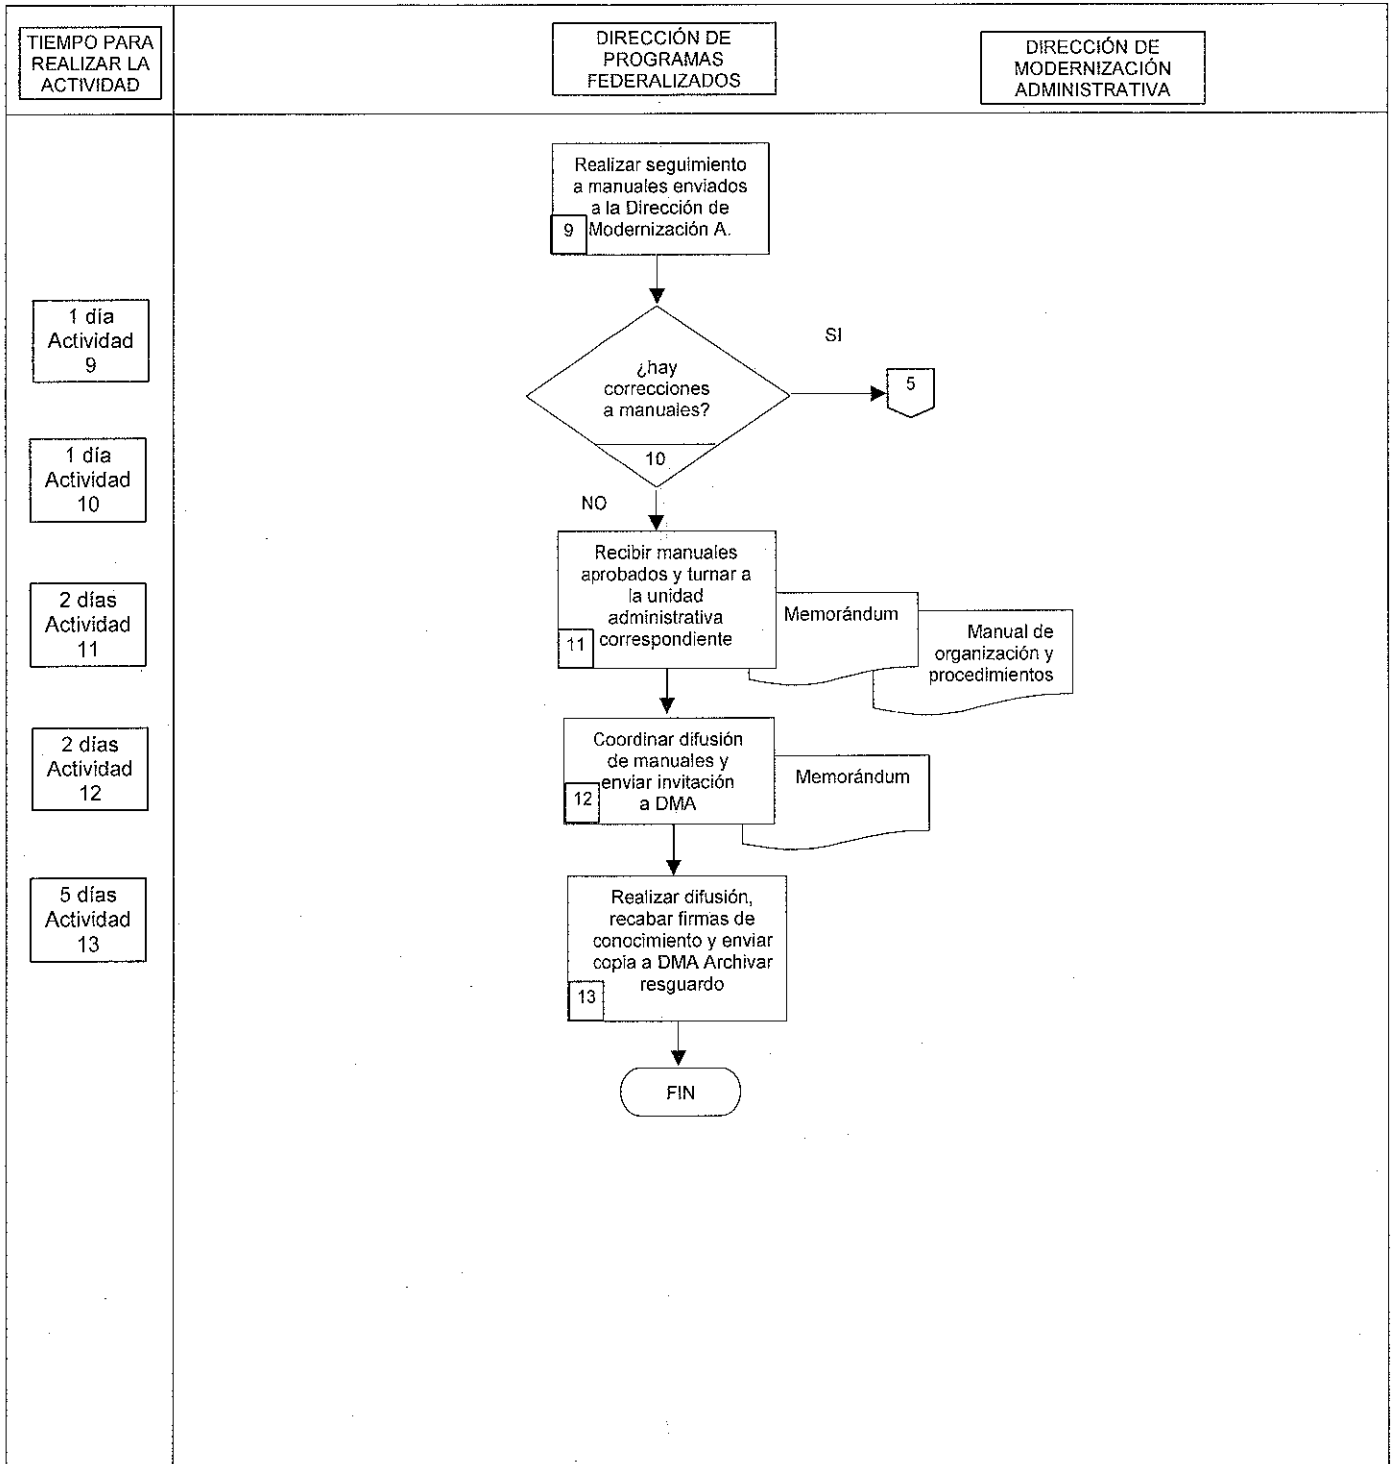 TIEMPO PARA
REALIZAR LA
ACTIVIDAD
DIRECCIÓN DE
PROGRAMAS
FEDERALIZADOS
DIRECCIÓN DE
MODERNIZACIÓN
ADMINISTRATIVA
Realizar seguimiento
a manuales enviados
a la Dirección de
Modernización A.
9
1 día
Actividad
9
¿hay
correcciones
a manuales?
10
SI
5
1 día
Actividad
10
NO
Recibir manuales
aprobados y turnar a
la unidad
administrativa
correspondiente
11
Memorándum
Manual de
organización y
procedimientos
2 días
Actividad
11
Coordinar difusión
de manuales y
enviar invitación
a DMA
12
Memorándum
2 días
Actividad
12
Realizar difusión,
recabar firmas de
conocimiento y enviar
copia a DMA Archivar
resguardo
13
5 días
Actividad
13
FIN